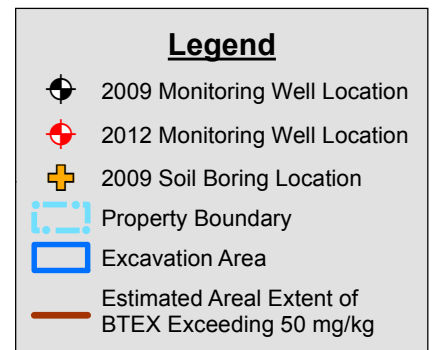 Legend
2009 Monitoring Well Location
2012 Monitoring Well Location
2009 Soil Boring Location
Property Boundary
Excavation Area
Estimated Areal Extent of
BTEX Exceeding 50 mg/kg